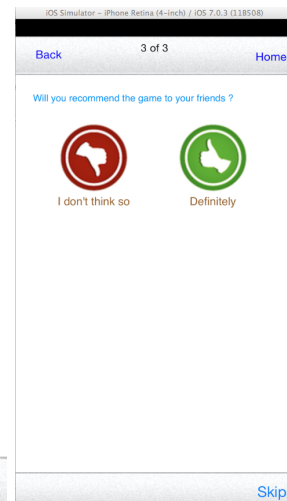 iOS Simulator - iPhone Retina (4-inch) / iOS 7.0.3 (11B508)
Back 3 of 3 Home
Will you recommend the game to your friends ?
I don't think so Definitely
Skip